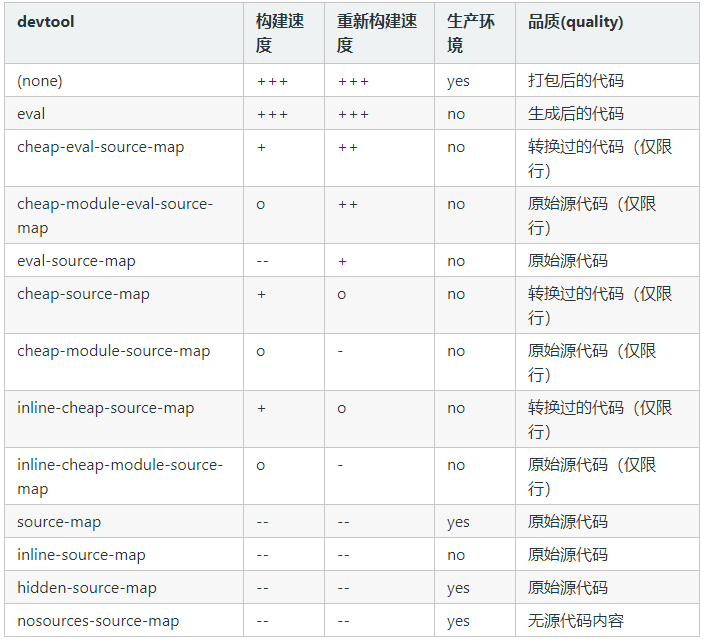 devtool 构建速度 重新构建速度 生产环境 品质(quality)
(none) +++ +++ yes 打包后的代码
eval +++ +++ no 生成后的代码
cheap-eval-source-map + ++ no 转换过的代码（仅限行）
cheap-module-eval-source-map o ++ no 原始源代码（仅限行）
eval-source-map -- + no 原始源代码
cheap-source-map + o no 转换过的代码（仅限行）
cheap-module-source-map o - no 原始源代码（仅限行）
inline-cheap-source-map + o no 转换过的代码（仅限行）
inline-cheap-module-source-map o - no 原始源代码（仅限行）
source-map -- -- yes 原始源代码
inline-source-map -- -- no 原始源代码
hidden-source-map -- -- yes 原始源代码
nosources-source-map -- -- yes 无源代码内容